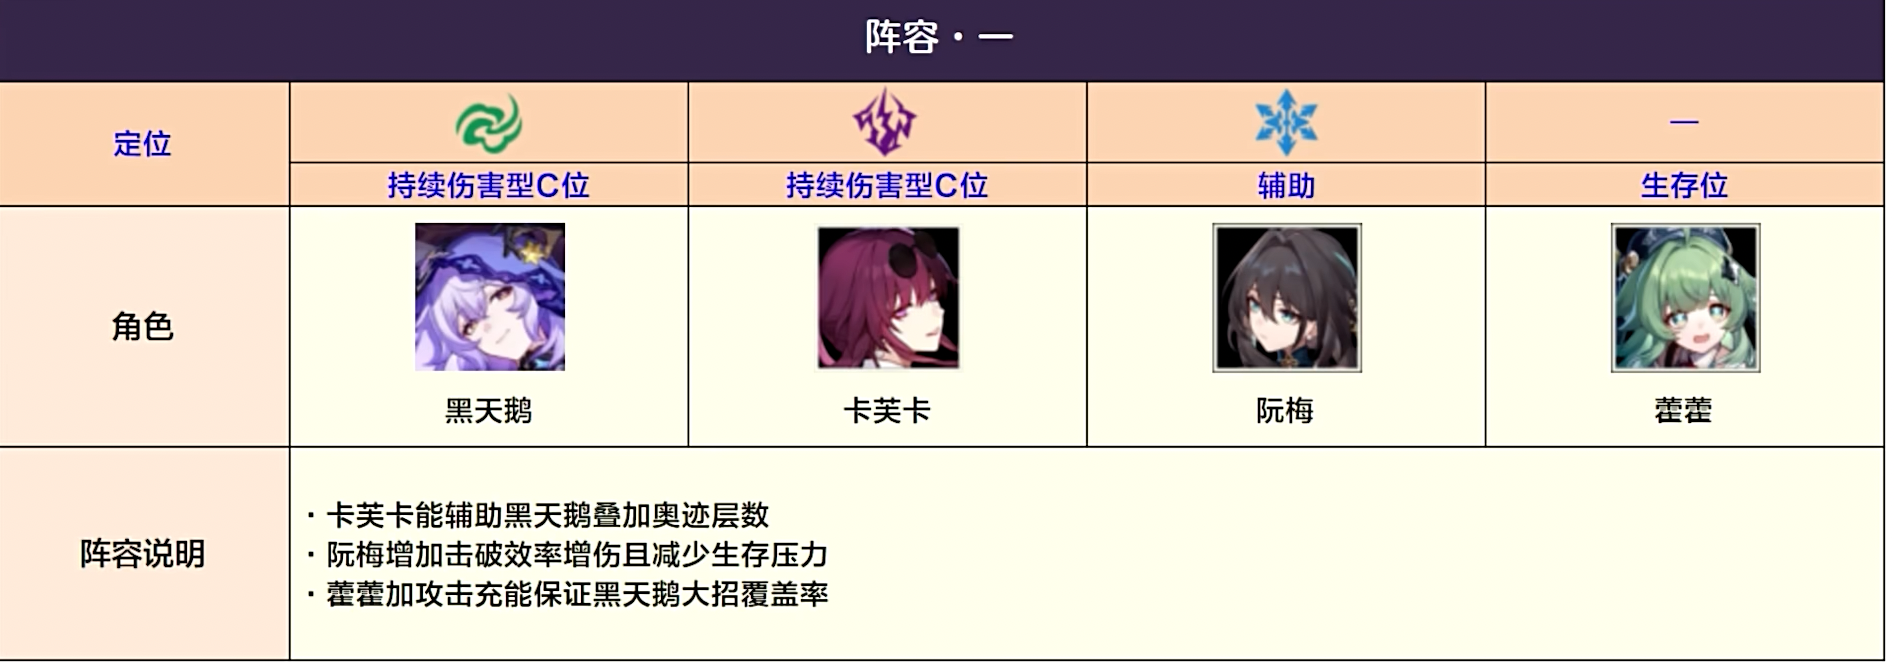 阵容·一
定位
—
持续伤害型C位
持续伤害型C位
辅助
生存位
角色
黑天鹅
卡芙卡
阮梅
藿藿
阵容说明
·卡芙卡能辅助黑天鹅叠加奥迹层数
·阮梅增加击破效率增伤且减少生存压力
·藿藿加攻击充能保证黑天鹅大招覆盖率